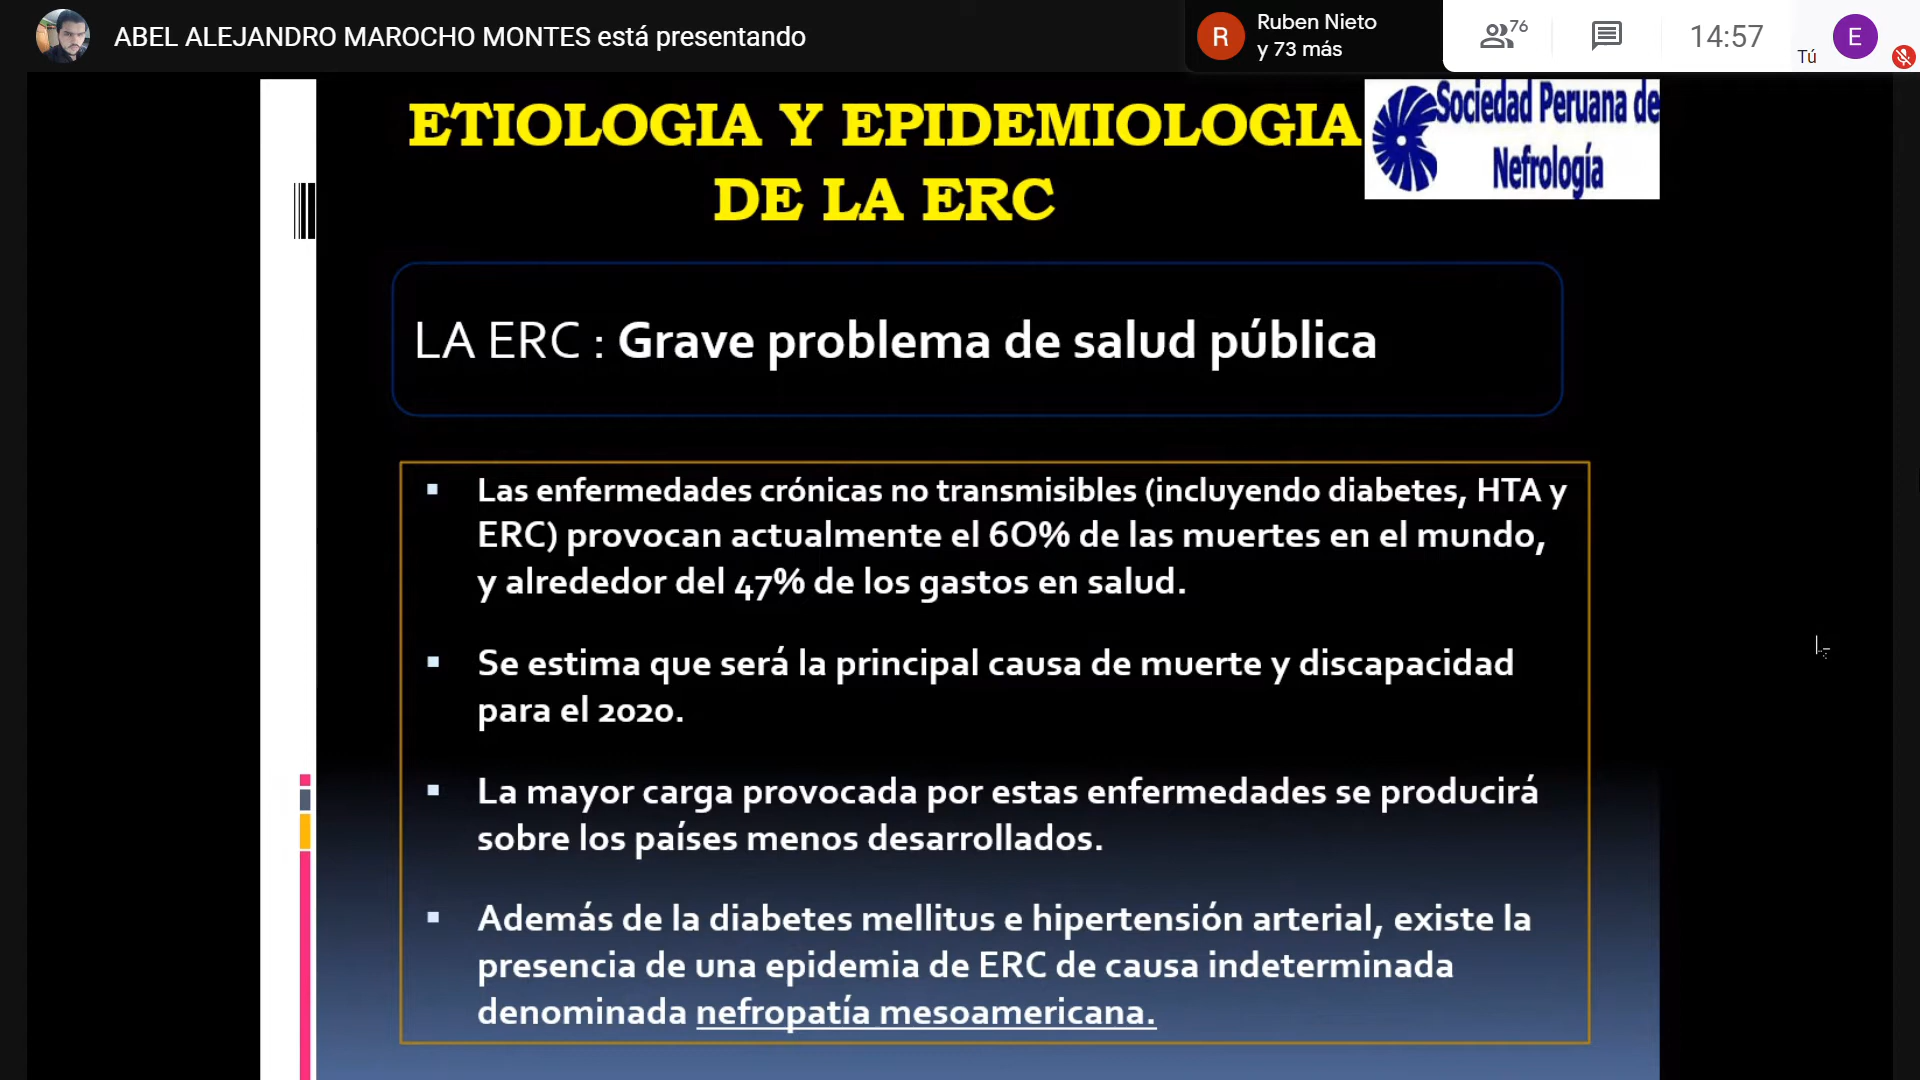 ABEL ALEJANDRO MAROCHO MONTES está presentando
R
Ruben Nieto
y 73 más
76
14:57
Tú
E
ETIOLOGIA Y EPIDEMIOLOGIA
DE LA ERC
Sociedad Peruana de
Nefrología
LA ERC : Grave problema de salud pública
▪ Las enfermedades crónicas no transmisibles (incluyendo diabetes, HTA y
ERC) provocan actualmente el 60% de las muertes en el mundo,
y alrededor del 47% de los gastos en salud.
▪ Se estima que será la principal causa de muerte y discapacidad
para el 2020.
▪ La mayor carga provocada por estas enfermedades se producirá
sobre los países menos desarrollados.
▪ Además de la diabetes mellitus e hipertensión arterial, existe la
presencia de una epidemia de ERC de causa indeterminada
denominada nefropatía mesoamericana.